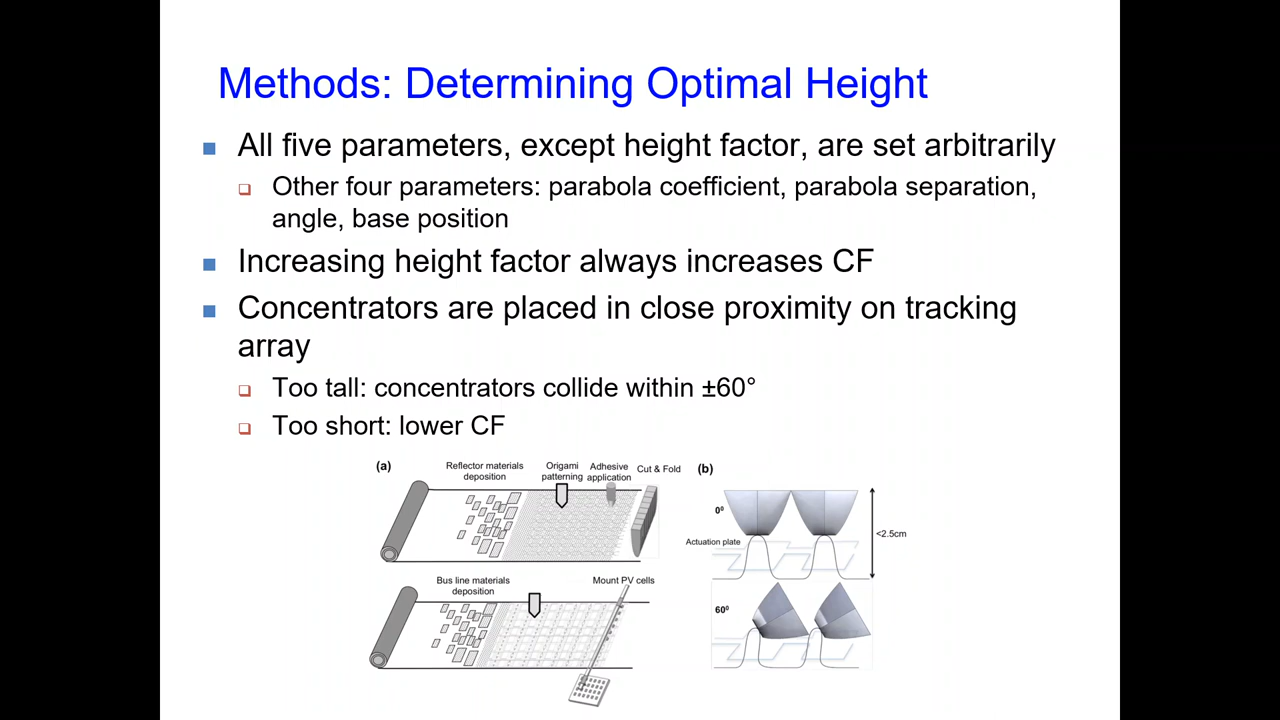 Methods: Determining Optimal Height
All five parameters, except height factor, are set arbitrarily
Other four parameters: parabola coefficient, parabola separation,
angle, base position
Increasing height factor always increases CF
Concentrators are placed in close proximity on tracking
array
Too tall: concentrators collide within ±60°
Too short: lower CF
(a)
Reflector materials
deposition
Origami
patterning
Adhesive
application
Cut & Fold
(b)
0⁰
Actuation plate
<2.5cm
Bus line materials
deposition
Mount PV cells
60⁰